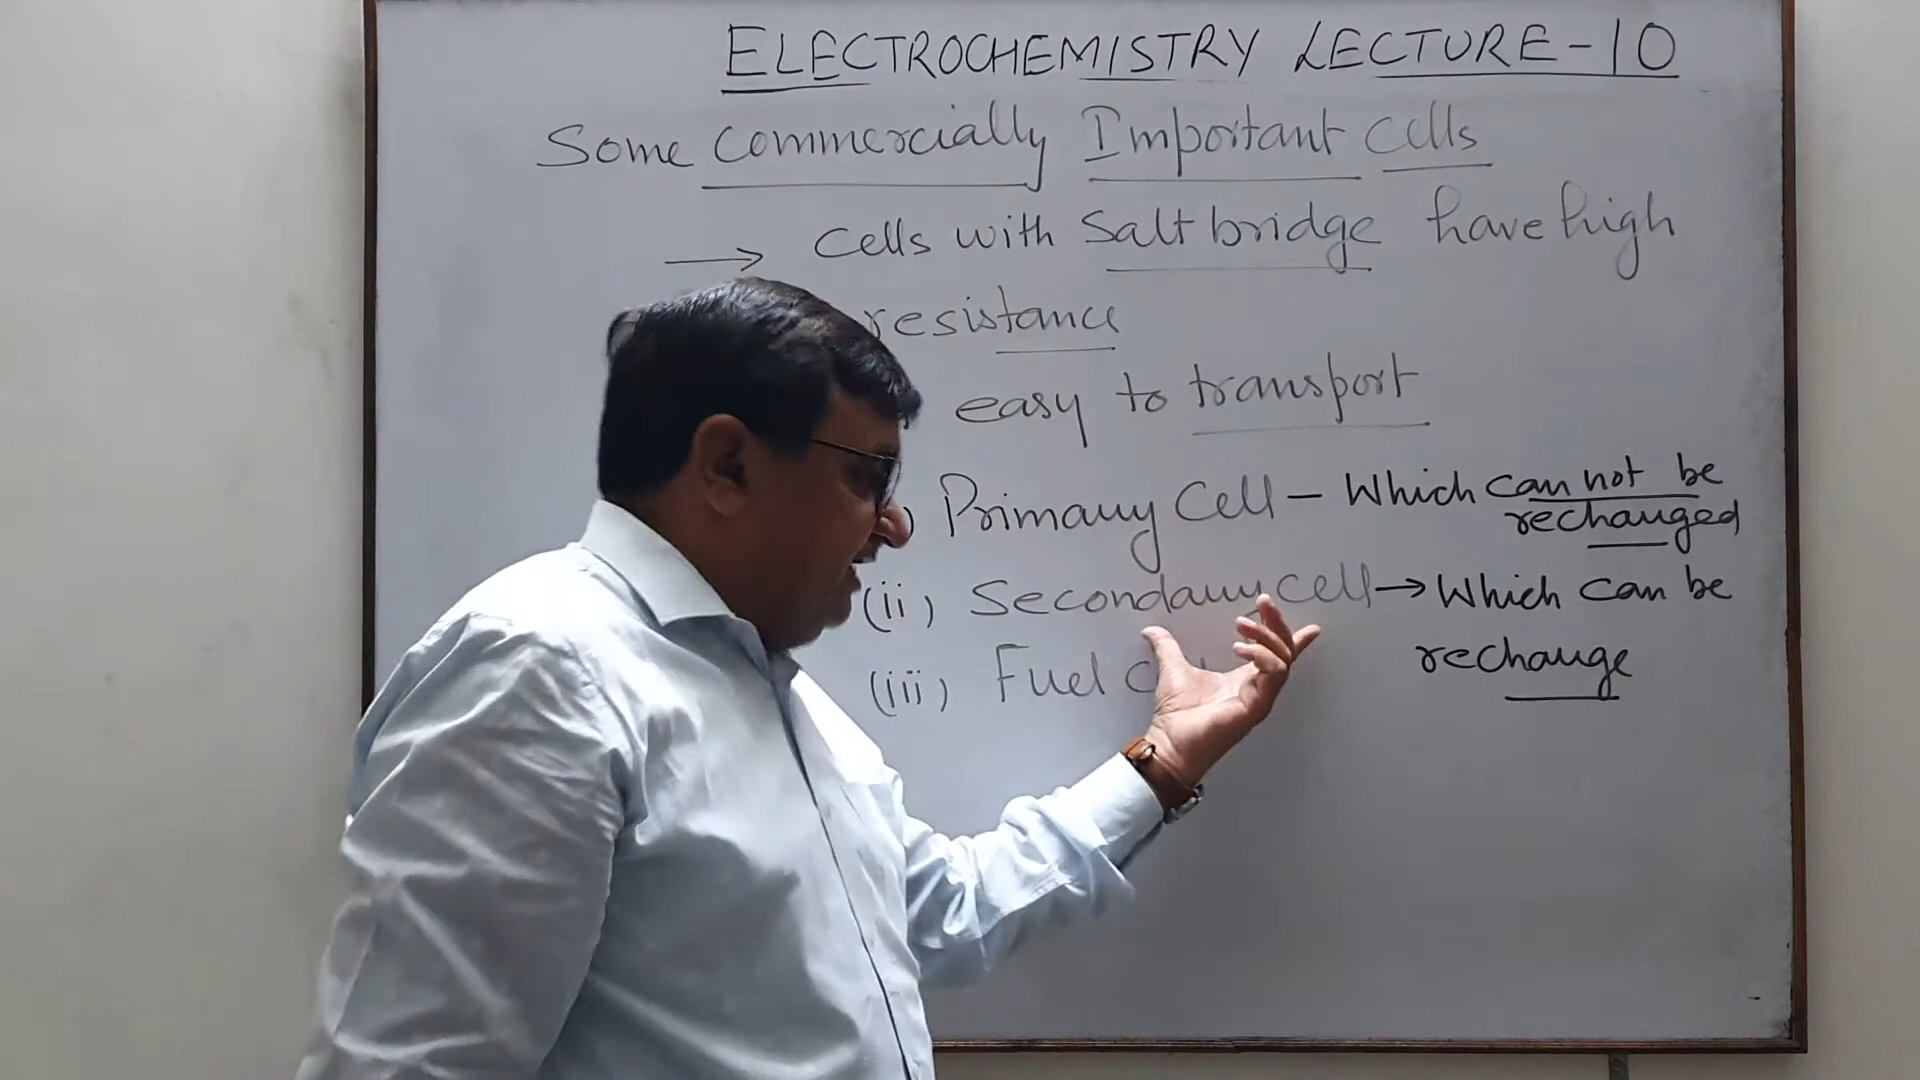 ELECTROCHEMISTRY LECTURE-10
Some Commercially Important cells
→ Cells with Salt bridge have high
resistance
easy to transport
) Primary Cell – Which can not be
rechanged
(ii) Secondary cell → Which can be
rechange
(iii) Fuel